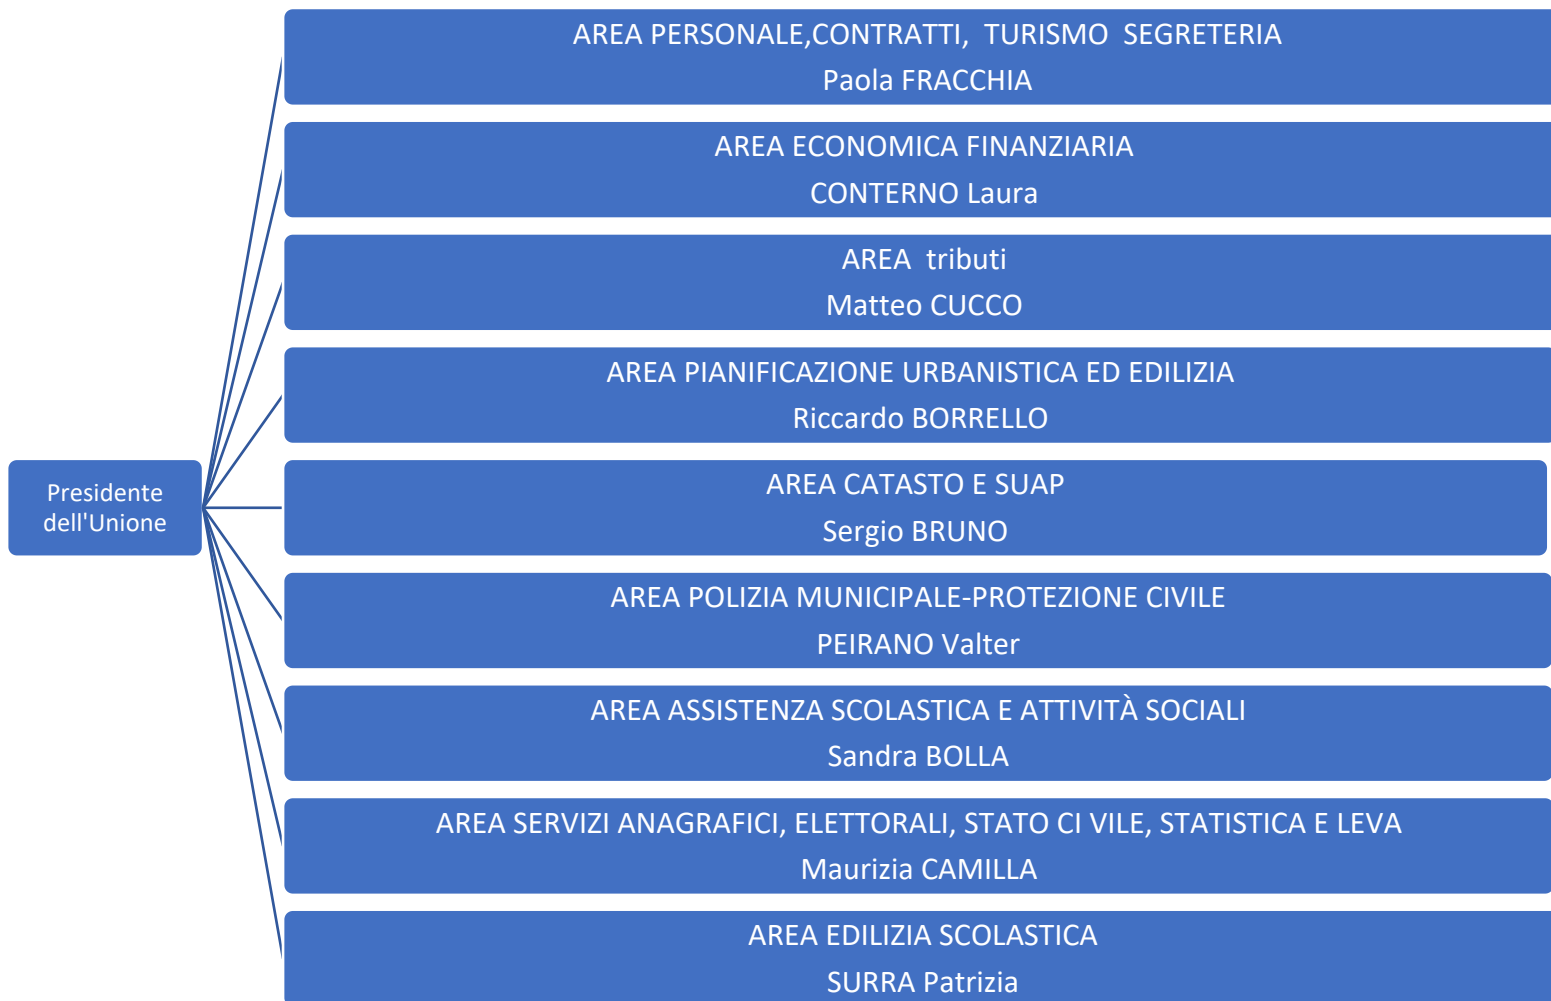 AREA PERSONALE,CONTRATTI, TURISMO SEGRETERIA
Paola FRACCHIA
AREA ECONOMICA FINANZIARIA
CONTERNO Laura
AREA tributi
Matteo CUCCO
AREA PIANIFICAZIONE URBANISTICA ED EDILIZIA
Riccardo BORRELLO
Presidente
dell'Unione
AREA CATASTO E SUAP
Sergio BRUNO
AREA POLIZIA MUNICIPALE-PROTEZIONE CIVILE
PEIRANO Valter
AREA ASSISTENZA SCOLASTICA E ATTIVITÀ SOCIALI
Sandra BOLLA
AREA SERVIZI ANAGRAFICI, ELETTORALI, STATO CI VILE, STATISTICA E LEVA
Maurizia CAMILLA
AREA EDILIZIA SCOLASTICA
SURRA Patrizia